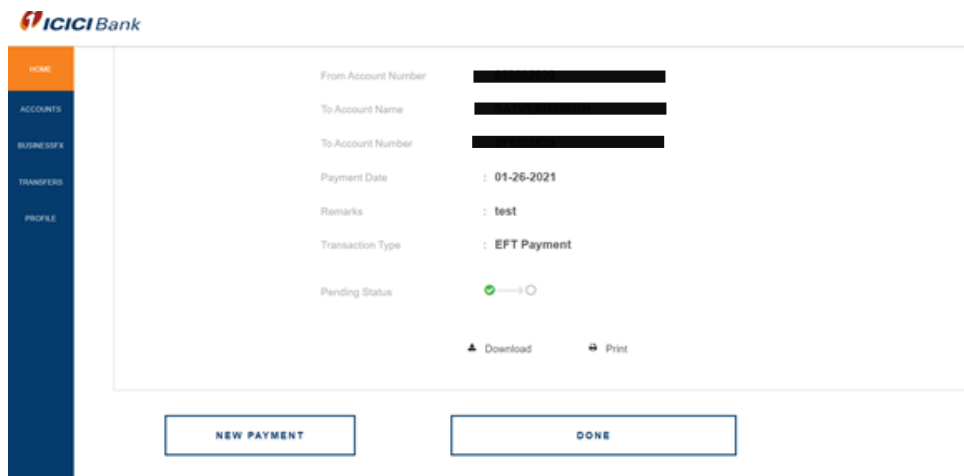 ICICI Bank
HOME
ACCOUNTS
BUSINESSFX
TRANSFERS
PROFILE
From Account Number
To Account Name
To Account Number
Payment Date : 01-26-2021
Remarks : test
Transaction Type : EFT Payment
Pending Status
Download Print
NEW PAYMENT DONE